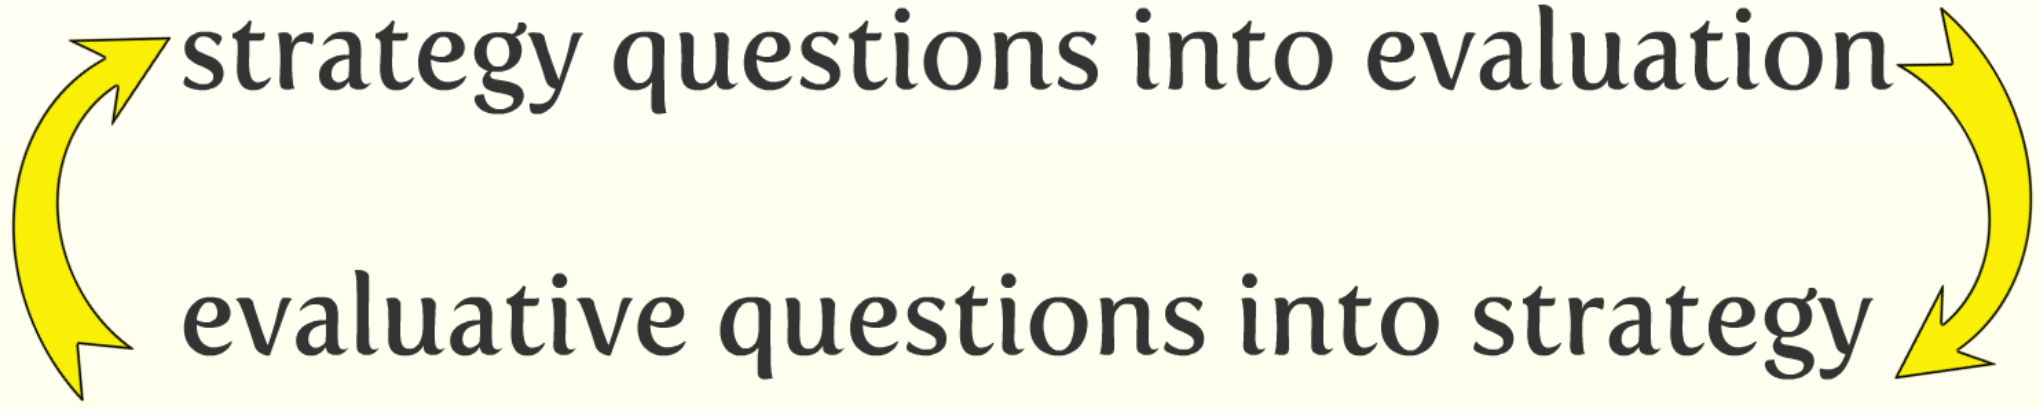 strategy questions into evaluation
evaluative questions into strategy